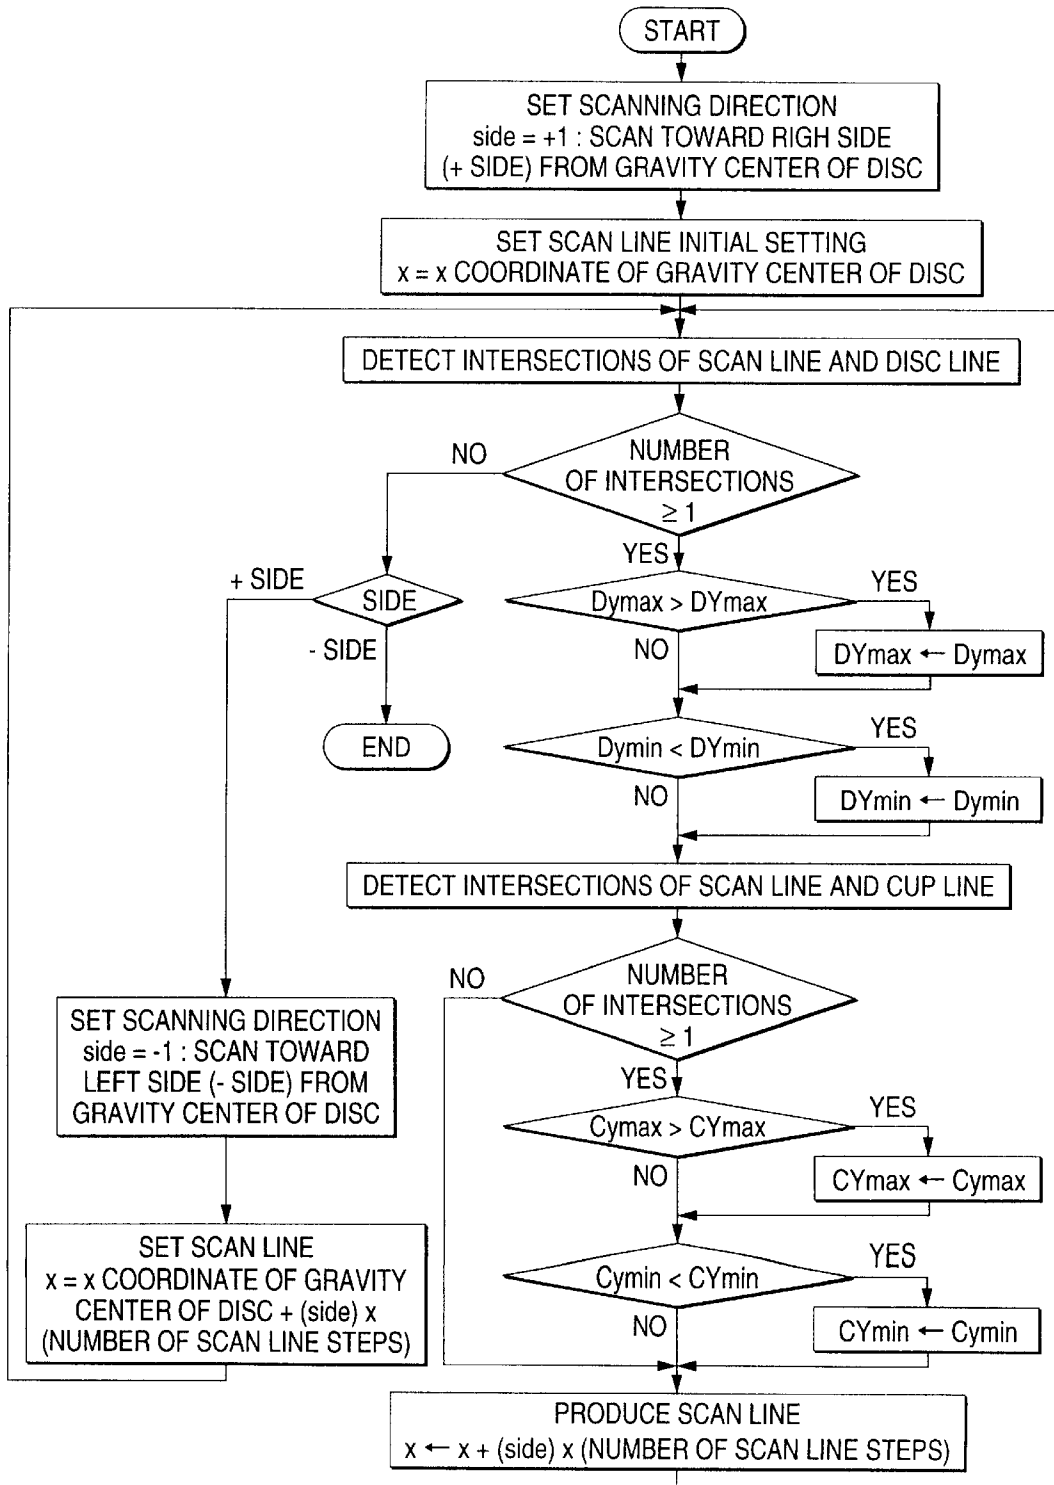 START
SET SCANNING DIRECTION
side = +1 : SCAN TOWARD RIGH SIDE
(+ SIDE) FROM GRAVITY CENTER OF DISC
SET SCAN LINE INITIAL SETTING
x = x COORDINATE OF GRAVITY CENTER OF DISC
DETECT INTERSECTIONS OF SCAN LINE AND DISC LINE
NO
NUMBER
OF INTERSECTIONS
≥ 1
YES
+ SIDE
SIDE
- SIDE
END
Dymax > DYmax
YES
NO
DYmax ← Dymax
Dymin < DYmin
YES
NO
DYmin ← Dymin
DETECT INTERSECTIONS OF SCAN LINE AND CUP LINE
NO
NUMBER
OF INTERSECTIONS
≥ 1
YES
SET SCANNING DIRECTION
side = -1 : SCAN TOWARD
LEFT SIDE (- SIDE) FROM
GRAVITY CENTER OF DISC
Cymax > CYmax
YES
NO
CYmax ← Cymax
SET SCAN LINE
x = x COORDINATE OF GRAVITY
CENTER OF DISC + (side) x
(NUMBER OF SCAN LINE STEPS)
Cymin < CYmin
YES
NO
CYmin ← Cymin
PRODUCE SCAN LINE
x ← x + (side) x (NUMBER OF SCAN LINE STEPS)